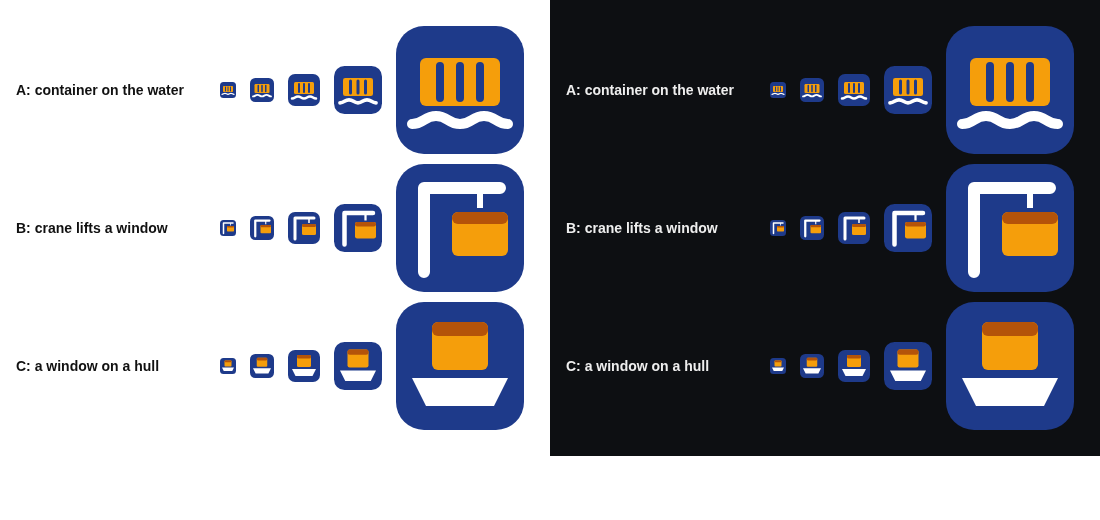 A: container on the water
A: container on the water
B: crane lifts a window
B: crane lifts a window
C: a window on a hull
C: a window on a hull